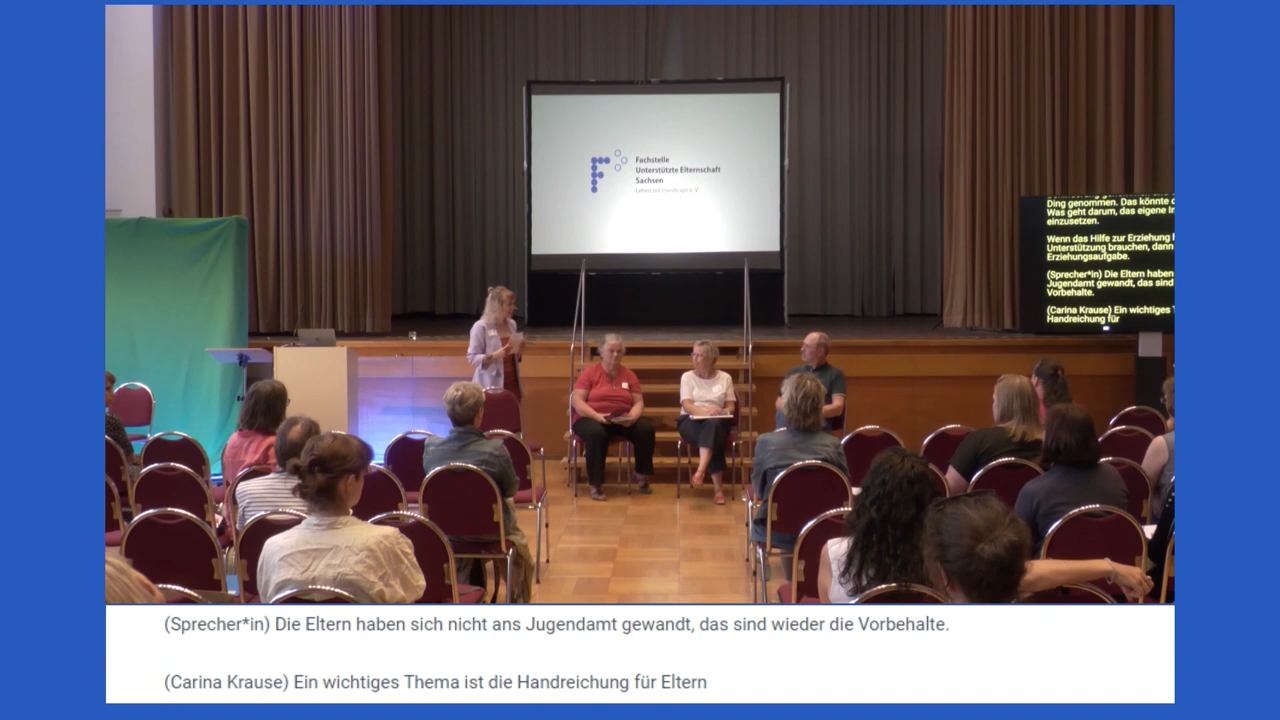 Fachstelle
Unterstützte Elternschaft
Sachsen
Leben mit Handicaps e. V.
Ding genommen. Das könnte
Was geht darum, das eigene
einzusetzen.
Wenn das Hilfe zur Erziehung
Unterstützung brauchen, dann
Erziehungsaufgabe.
(Sprecher*in) Die Eltern haben
Jugendamt gewandt, das sind
Vorbehalte.
(Carina Krause) Ein wichtiges
Handreichung für
(Sprecher*in) Die Eltern haben sich nicht ans Jugendamt gewandt, das sind wieder die Vorbehalte.
(Carina Krause) Ein wichtiges Thema ist die Handreichung für Eltern